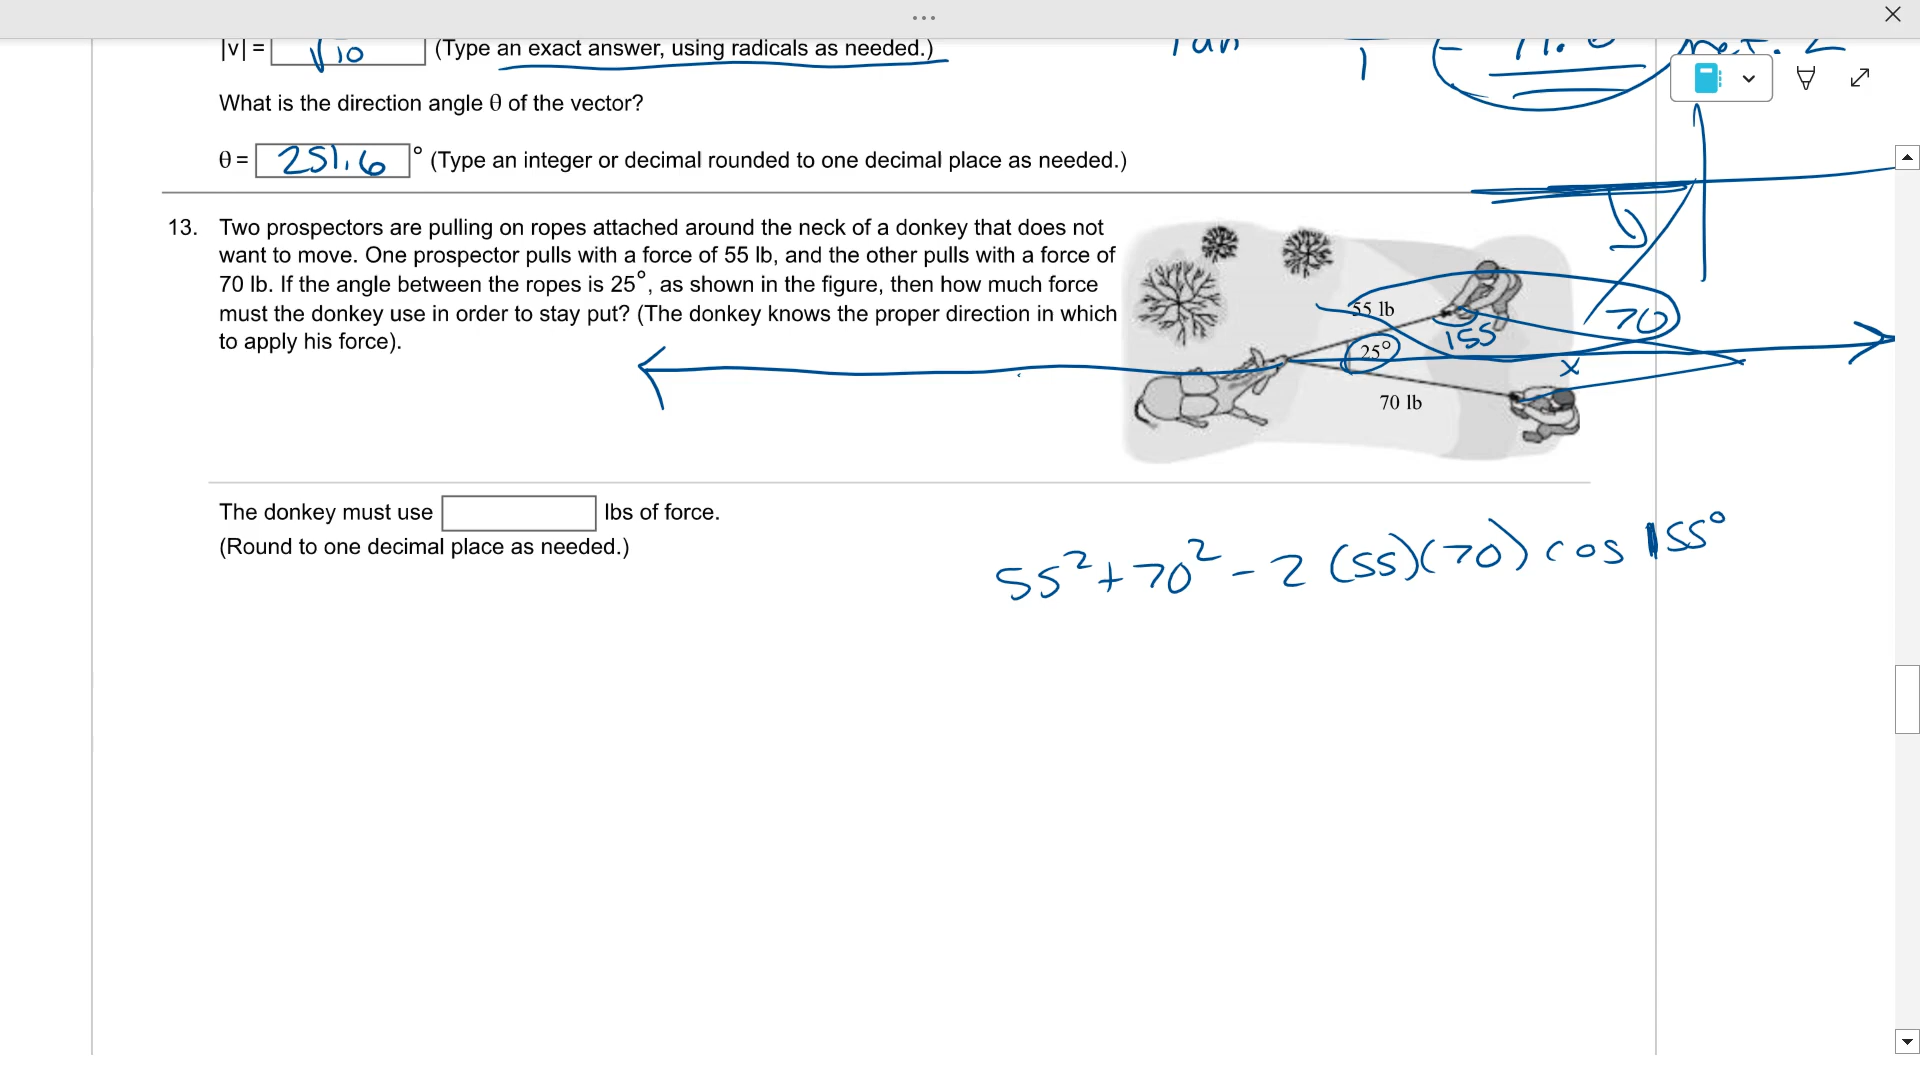 |v| = √10 (Type an exact answer, using radicals as needed.)
What is the direction angle θ of the vector?
θ = 251.6 ° (Type an integer or decimal rounded to one decimal place as needed.)
13. Two prospectors are pulling on ropes attached around the neck of a donkey that does not
want to move. One prospector pulls with a force of 55 lb, and the other pulls with a force of
70 lb. If the angle between the ropes is 25°, as shown in the figure, then how much force
must the donkey use in order to stay put? (The donkey knows the proper direction in which
to apply his force).
55 lb
70
155
25°
x
70 lb
The donkey must use lbs of force.
(Round to one decimal place as needed.)
55² + 70² - 2 (55)(70) cos 155°